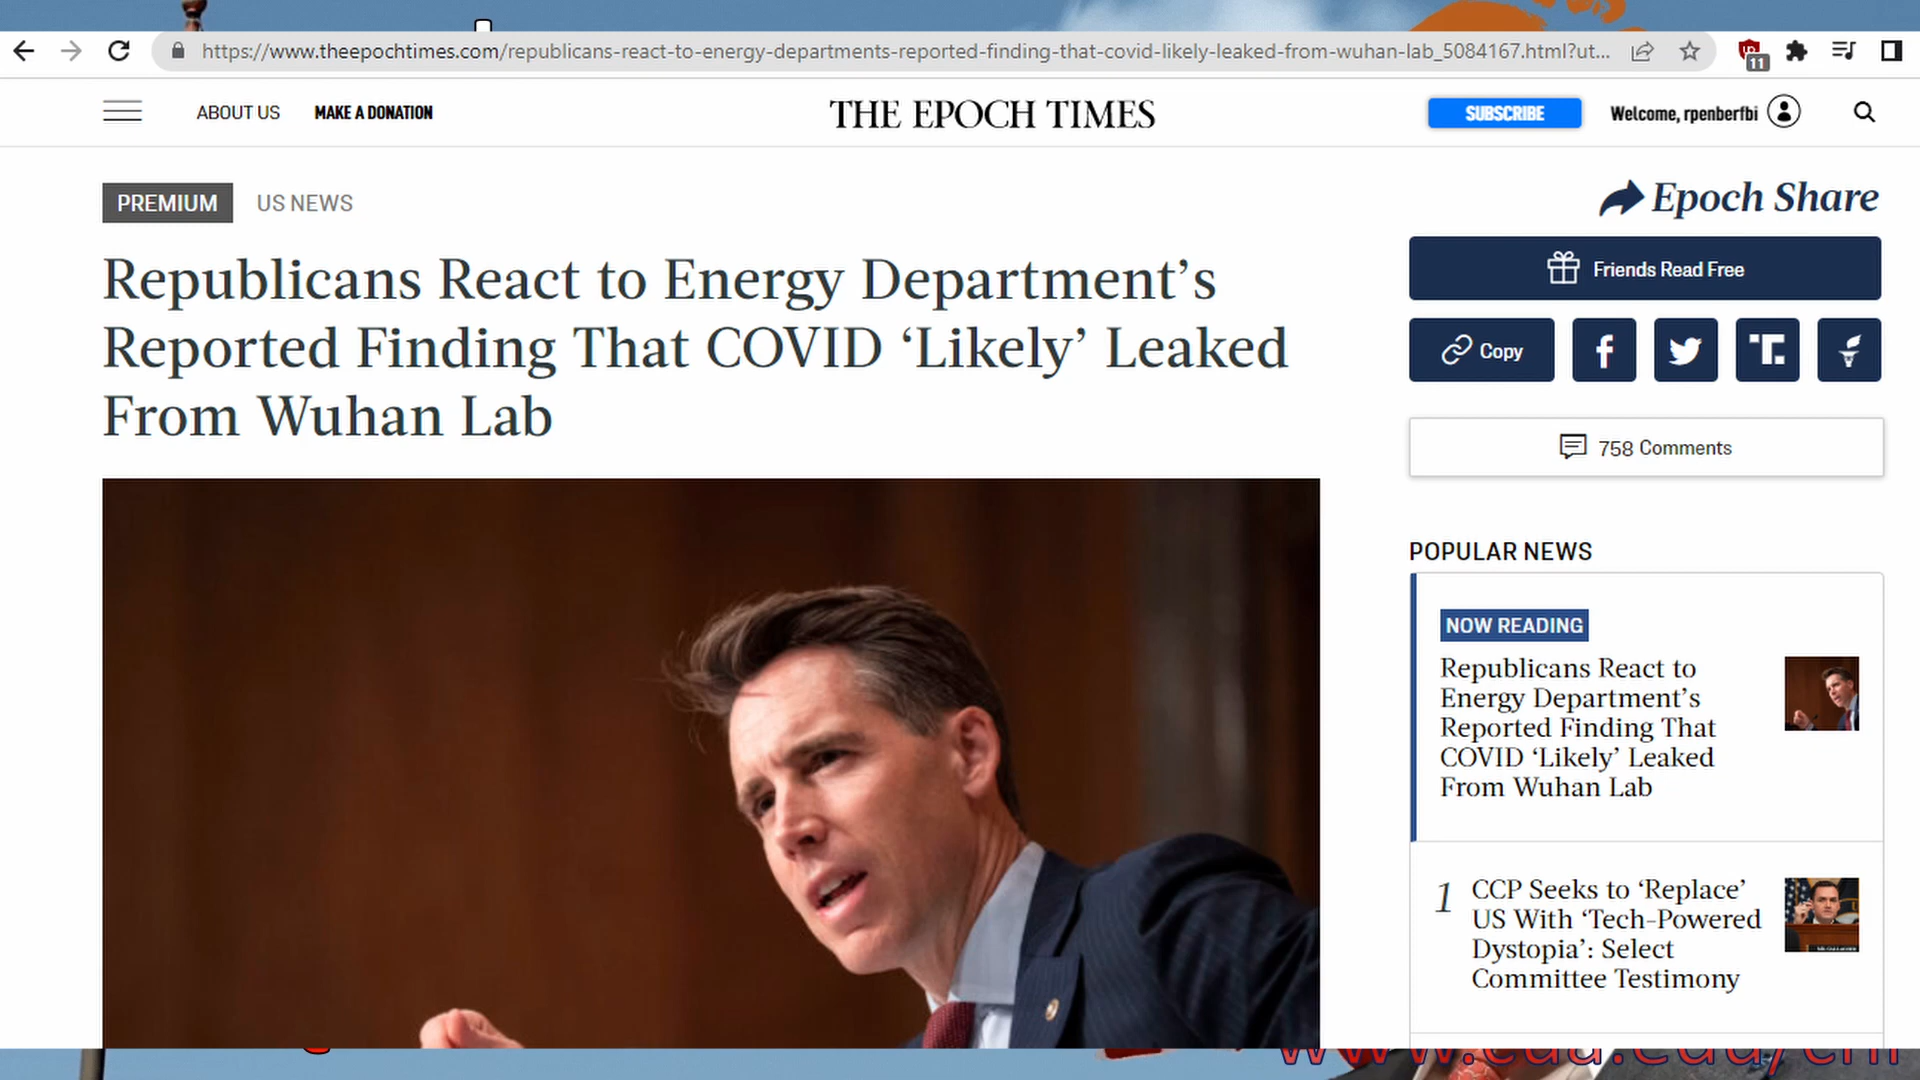 https://www.theepochtimes.com/republicans-react-to-energy-departments-reported-finding-that-covid-likely-leaked-from-wuhan-lab_5084167.html?ut...
11
ABOUT US
MAKE A DONATION
THE EPOCH TIMES
SUBSCRIBE
Welcome, rpenberfbi
PREMIUM
US NEWS
Republicans React to Energy Department’s
Reported Finding That COVID ‘Likely’ Leaked
From Wuhan Lab
Epoch Share
Friends Read Free
Copy
758 Comments
POPULAR NEWS
NOW READING
Republicans React to
Energy Department’s
Reported Finding That
COVID ‘Likely’ Leaked
From Wuhan Lab
1
CCP Seeks to ‘Replace’
US With ‘Tech-Powered
Dystopia’: Select
Committee Testimony